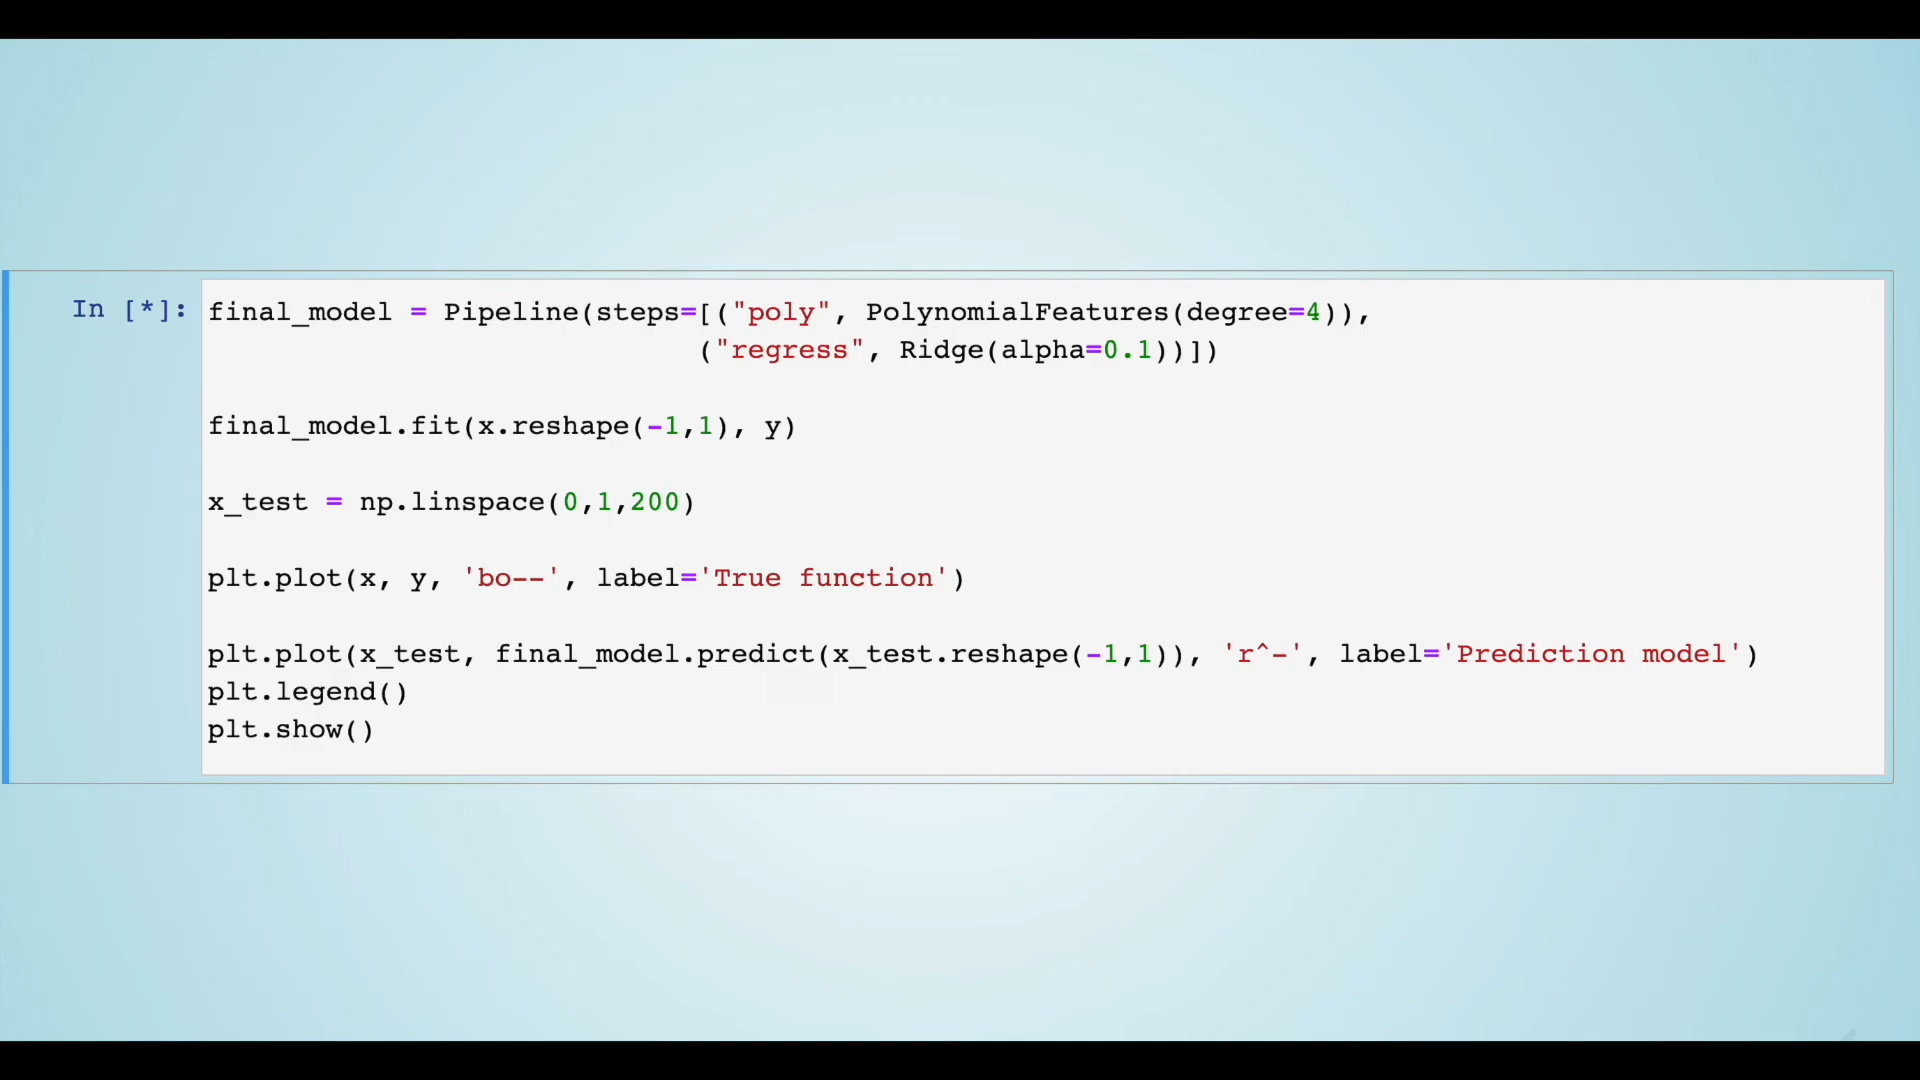 In [*]: final_model = Pipeline(steps=[("poly", PolynomialFeatures(degree=4)),
("regress", Ridge(alpha=0.1))])
final_model.fit(x.reshape(-1,1), y)
x_test = np.linspace(0,1,200)
plt.plot(x, y, 'bo--', label='True function')
plt.plot(x_test, final_model.predict(x_test.reshape(-1,1)), 'r^-', label='Prediction model')
plt.legend()
plt.show()